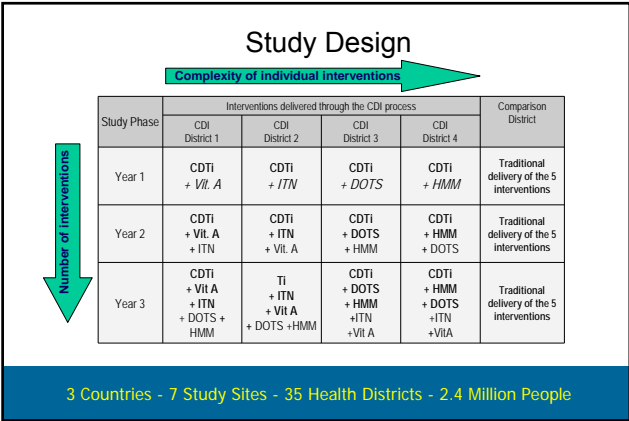 Study Design
Complexity of individual interventions
Number of interventions
Study Phase
Interventions delivered through the CDI process
Comparison
District
CDI
District 1
CDI
District 2
CDI
District 3
CDI
District 4
Year 1
CDTi
+ Vit. A
CDTi
+ ITN
CDTi
+ DOTS
CDTi
+ HMM
Traditional
delivery of the 5
interventions
Year 2
CDTi
+ Vit. A
+ ITN
CDTi
+ ITN
+ Vit. A
CDTi
+ DOTS
+ HMM
CDTi
+ HMM
+ DOTS
Traditional
delivery of the 5
interventions
Year 3
CDTi
+ Vit A
+ ITN
+ DOTS +
HMM
Ti
+ ITN
+ Vit A
+ DOTS +HMM
CDTi
+ DOTS
+ HMM
+ITN
+Vit A
CDTi
+ HMM
+ DOTS
+ITN
+VitA
Traditional
delivery of the 5
interventions
3 Countries - 7 Study Sites - 35 Health Districts - 2.4 Million People